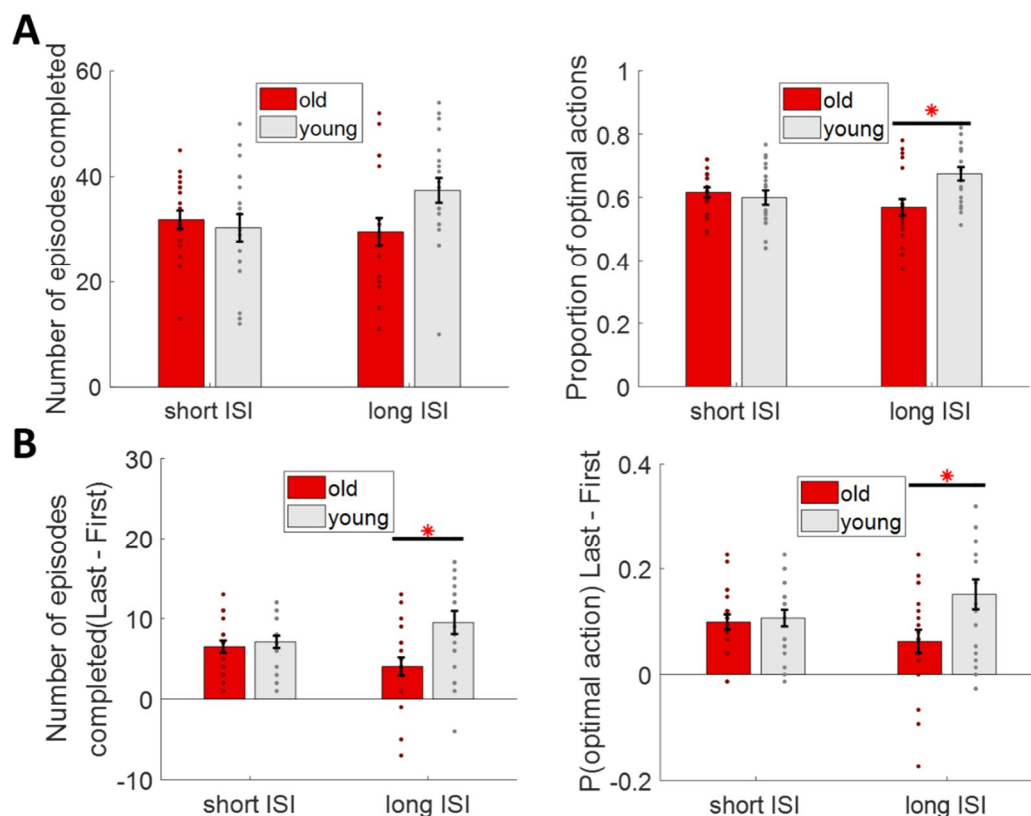 A
Number of episodes completed
60
40
20
0
old
young
short ISI
long ISI
Proportion of optimal actions
1
0.8
0.6
0.4
0.2
0
old
young
*
short ISI
long ISI
B
Number of episodes
completed(Last - First)
30
20
10
0
-10
old
young
*
short ISI
long ISI
P(optimal action) Last - First
0.4
0.2
0
-0.2
old
young
*
short ISI
long ISI